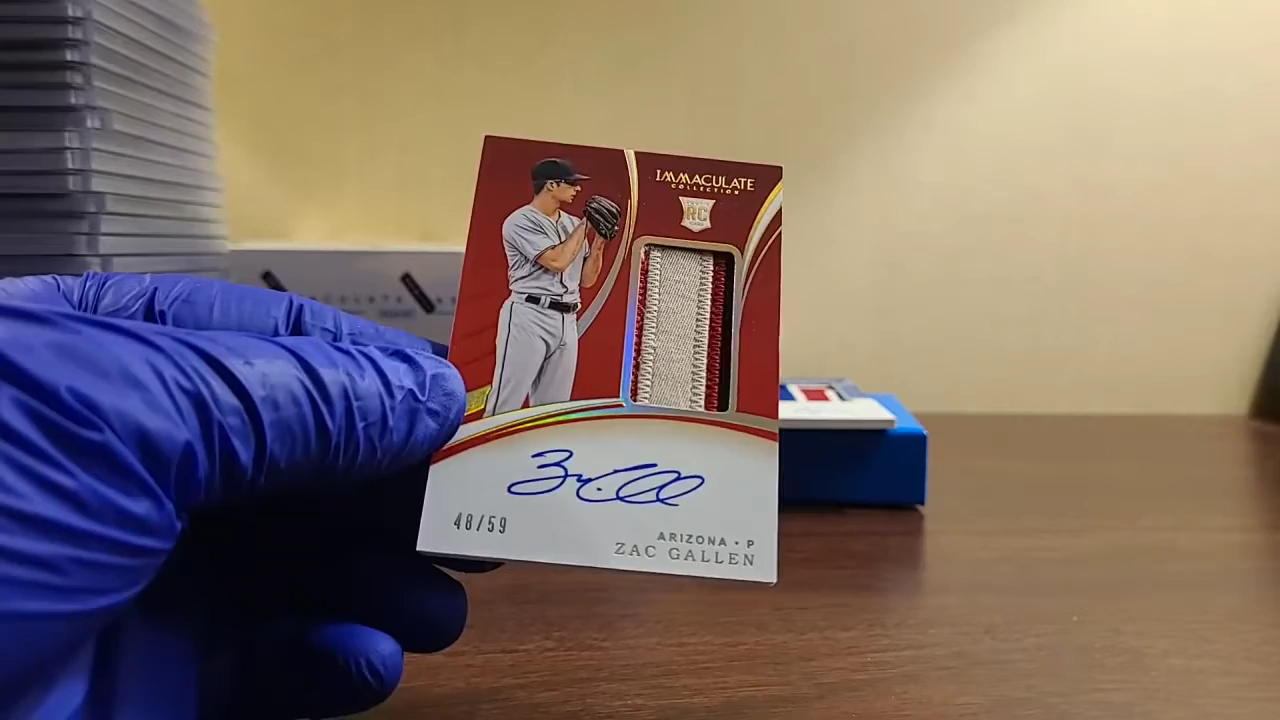 IMMACULATE
COLLECTION
RC
48/59
ARIZONA • P
ZAC GALLEN